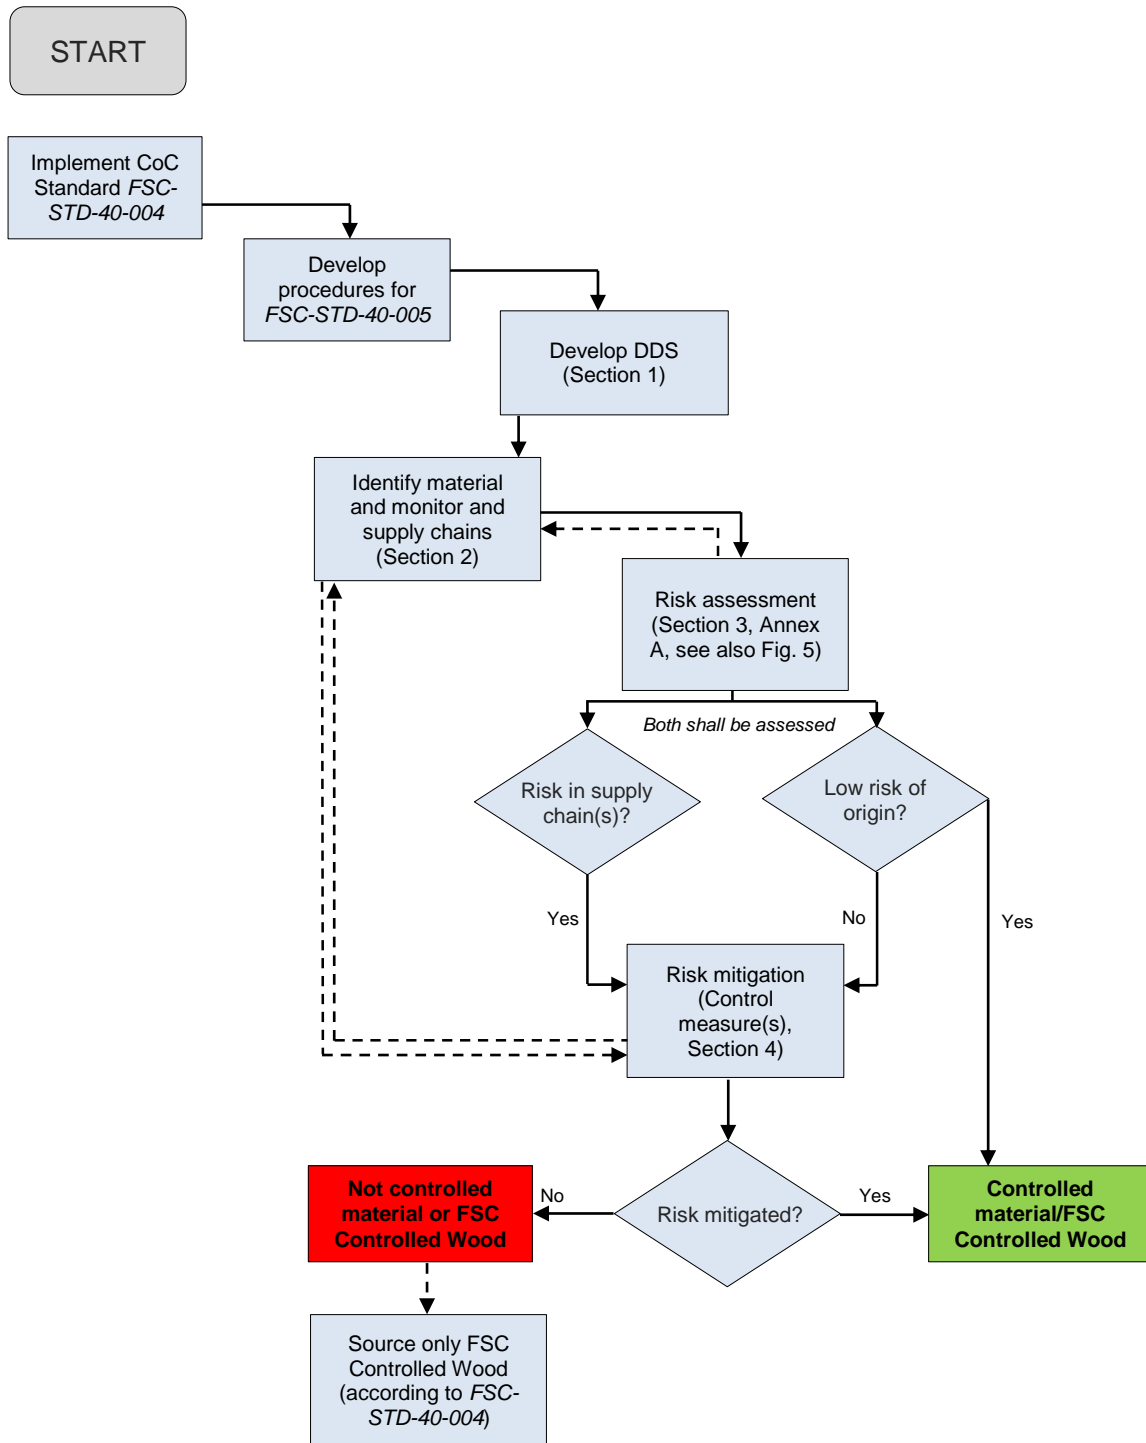 START
Implement CoC
Standard FSC-
STD-40-004
Develop
procedures for
FSC-STD-40-005
Develop DDS
(Section 1)
Identify material
and monitor and
supply chains
(Section 2)
Risk assessment
(Section 3, Annex
A, see also Fig. 5)
Both shall be assessed
Risk in supply
chain(s)?
Low risk of
origin?
Yes
No
Yes
Risk mitigation
(Control
measure(s),
Section 4)
Not controlled
material or FSC
Controlled Wood
No
Risk mitigated?
Yes
Controlled
material/FSC
Controlled Wood
Source only FSC
Controlled Wood
(according to FSC-
STD-40-004)